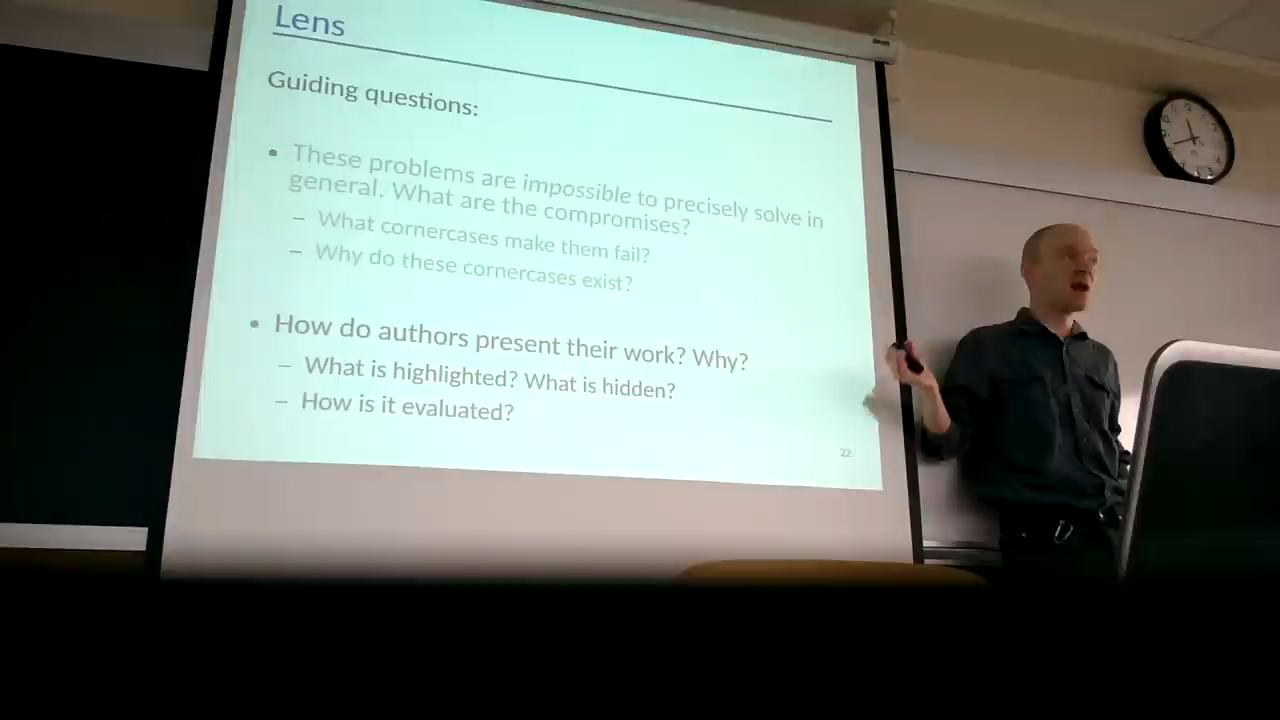 Lens
Guiding questions:
• These problems are impossible to precisely solve in
general. What are the compromises?
– What cornercases make them fail?
– Why do these cornercases exist?
• How do authors present their work? Why?
– What is highlighted? What is hidden?
– How is it evaluated?
22